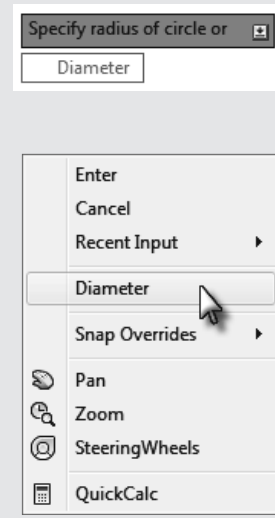 Specify radius of circle or
Diameter
Enter
Cancel
Recent Input
Diameter
Snap Overrides
Pan
Zoom
SteeringWheels
QuickCalc